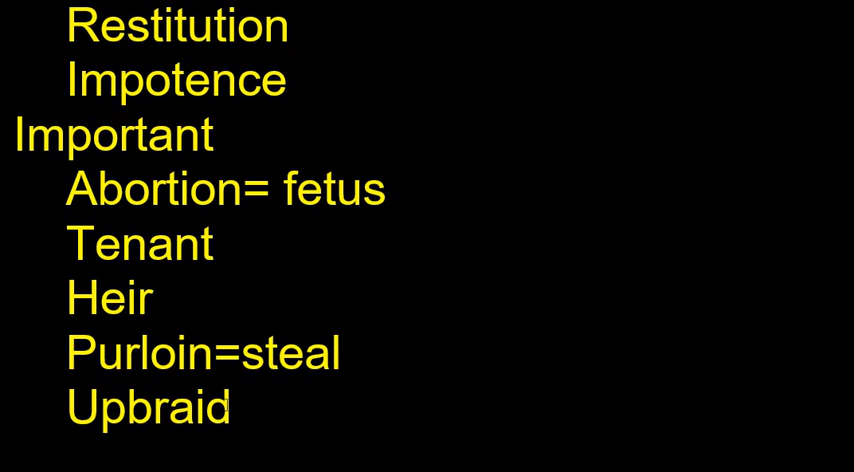 Restitution
Impotence
Important
Abortion= fetus
Tenant
Heir
Purloin=steal
Upbraid